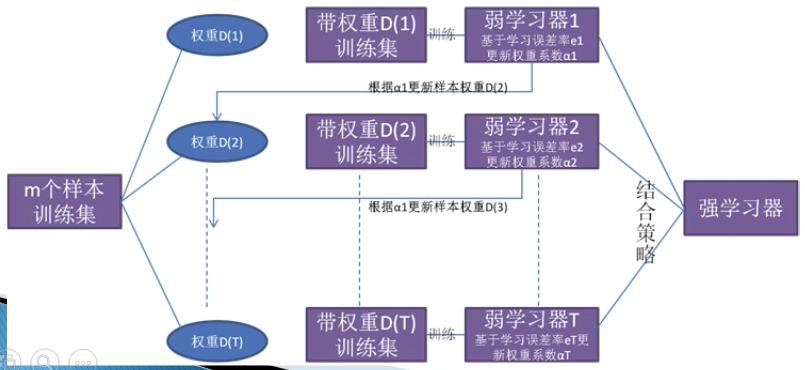 权重D(1)
带权重D(1)
训练集
训练
弱学习器1
基于学习误差率e1
更新权重系数α1
根据α1更新样本权重D(2)
权重D(2)
带权重D(2)
训练集
训练
弱学习器2
基于学习误差率e2
更新权重系数α2
m个样本
训练集
根据α1更新样本权重D(3)
结合策略
强学习器
权重D(T)
带权重D(T)
训练集
训练
弱学习器T
基于学习误差率eT更
新权重系数αT